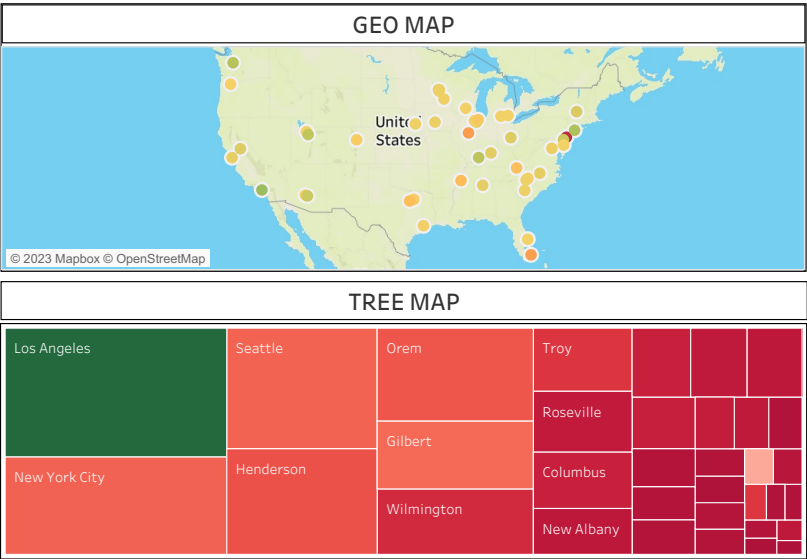 GEO MAP
United
States
© 2023 Mapbox © OpenStreetMap
TREE MAP
Los Angeles
Seattle
Orem
Troy
Roseville
Gilbert
New York City
Henderson
Columbus
Wilmington
New Albany